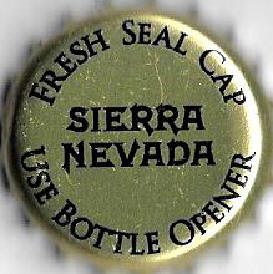 FRESH SEAL CAP
SIERRA
NEVADA
USE BOTTLE OPENER